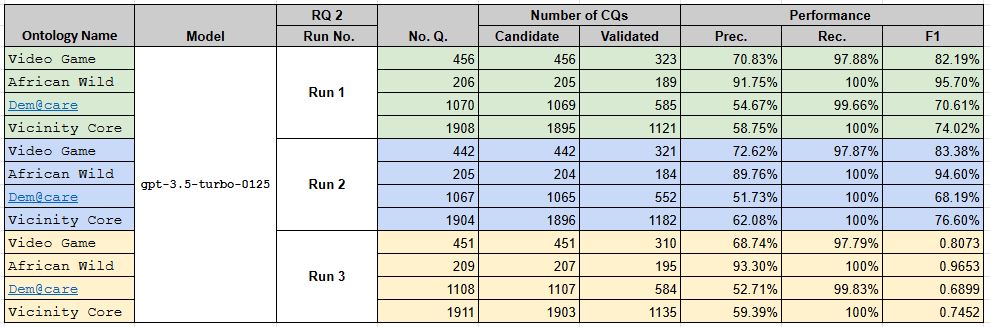 RQ 2 Number of CQs Performance
Ontology Name Model Run No. No. Q. Candidate Validated Prec. Rec. F1
Video Game 456 456 323 70.83% 97.88% 82.19%
African Wild 206 205 189 91.75% 100% 95.70%
Run 1
Dem@care 1070 1069 585 54.67% 99.66% 70.61%
Vicinity Core 1908 1895 1121 58.75% 100% 74.02%
Video Game 442 442 321 72.62% 97.87% 83.38%
African Wild 205 204 184 89.76% 100% 94.60%
gpt-3.5-turbo-0125 Run 2
Dem@care 1067 1065 552 51.73% 100% 68.19%
Vicinity Core 1904 1896 1182 62.08% 100% 76.60%
Video Game 451 451 310 68.74% 97.79% 0.8073
African Wild 209 207 195 93.30% 100% 0.9653
Run 3
Dem@care 1108 1107 584 52.71% 99.83% 0.6899
Vicinity Core 1911 1903 1135 59.39% 100% 0.7452